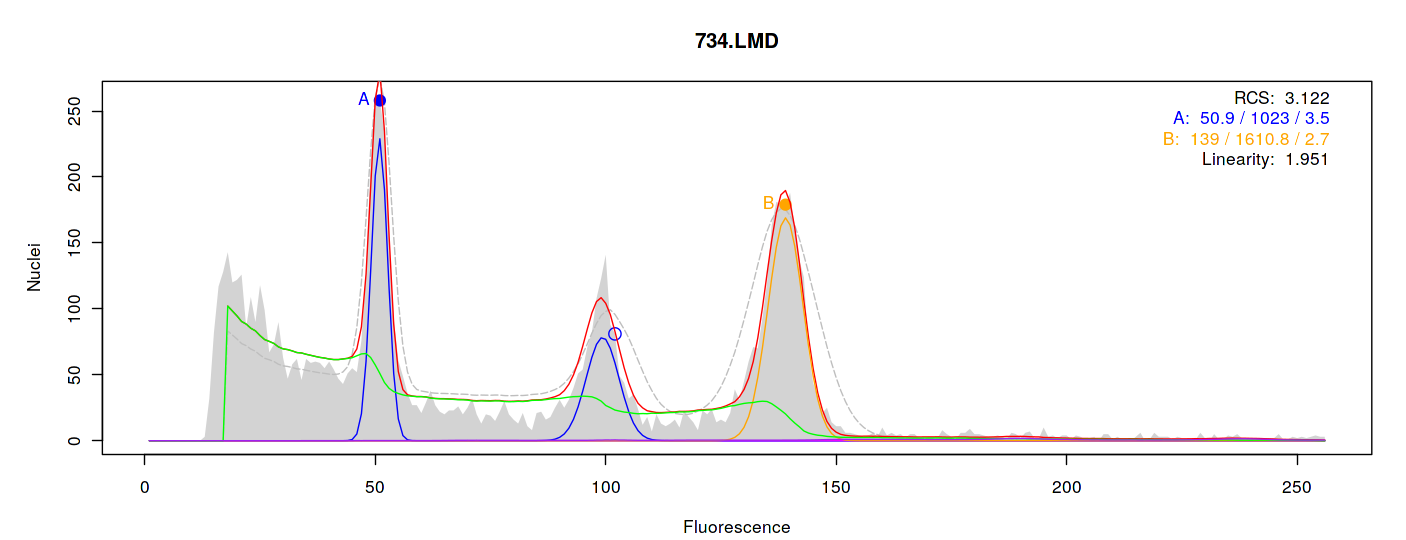 734.LMD
RCS: 3.122
A: 50.9 / 1023 / 3.5
B: 139 / 1610.8 / 2.7
Linearity: 1.951
A
B
Nuclei
250
200
150
100
50
0
0 50 100 150 200 250
Fluorescence